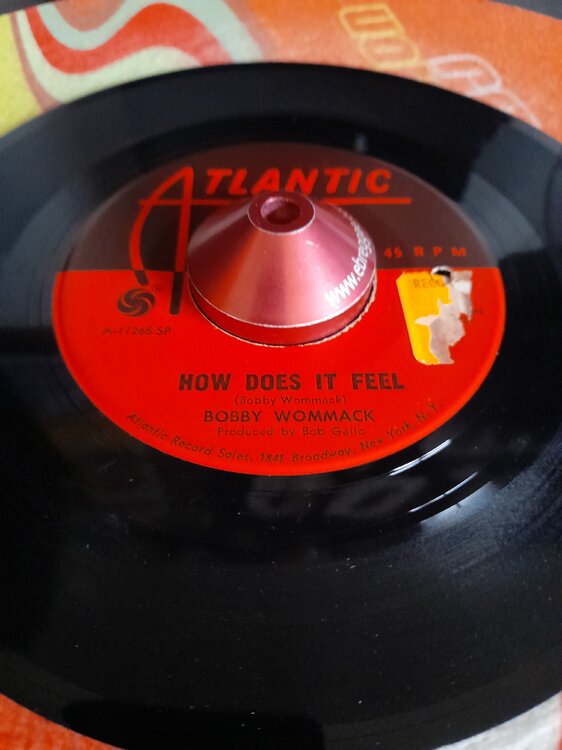 ATLANTIC
45 RPM
A-11265 SP
HOW DOES IT FEEL
(Bobby Wommack)
BOBBY WOMMACK
Produced by Bob Gallo
Atlantic Record Sales, 1841 Broadway, New York, N.Y.